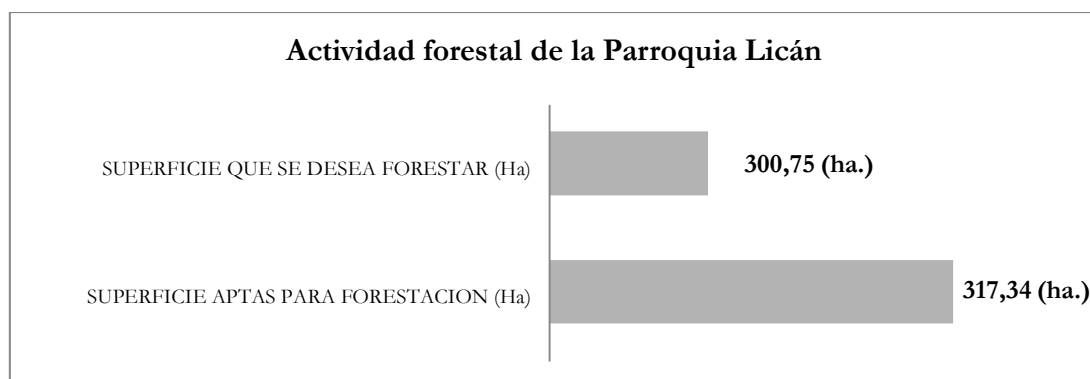 Actividad forestal de la Parroquia Licán
SUPERFICIE QUE SE DESEA FORESTAR (Ha)
300,75 (ha.)
SUPERFICIE APTAS PARA FORESTACION (Ha)
317,34 (ha.)